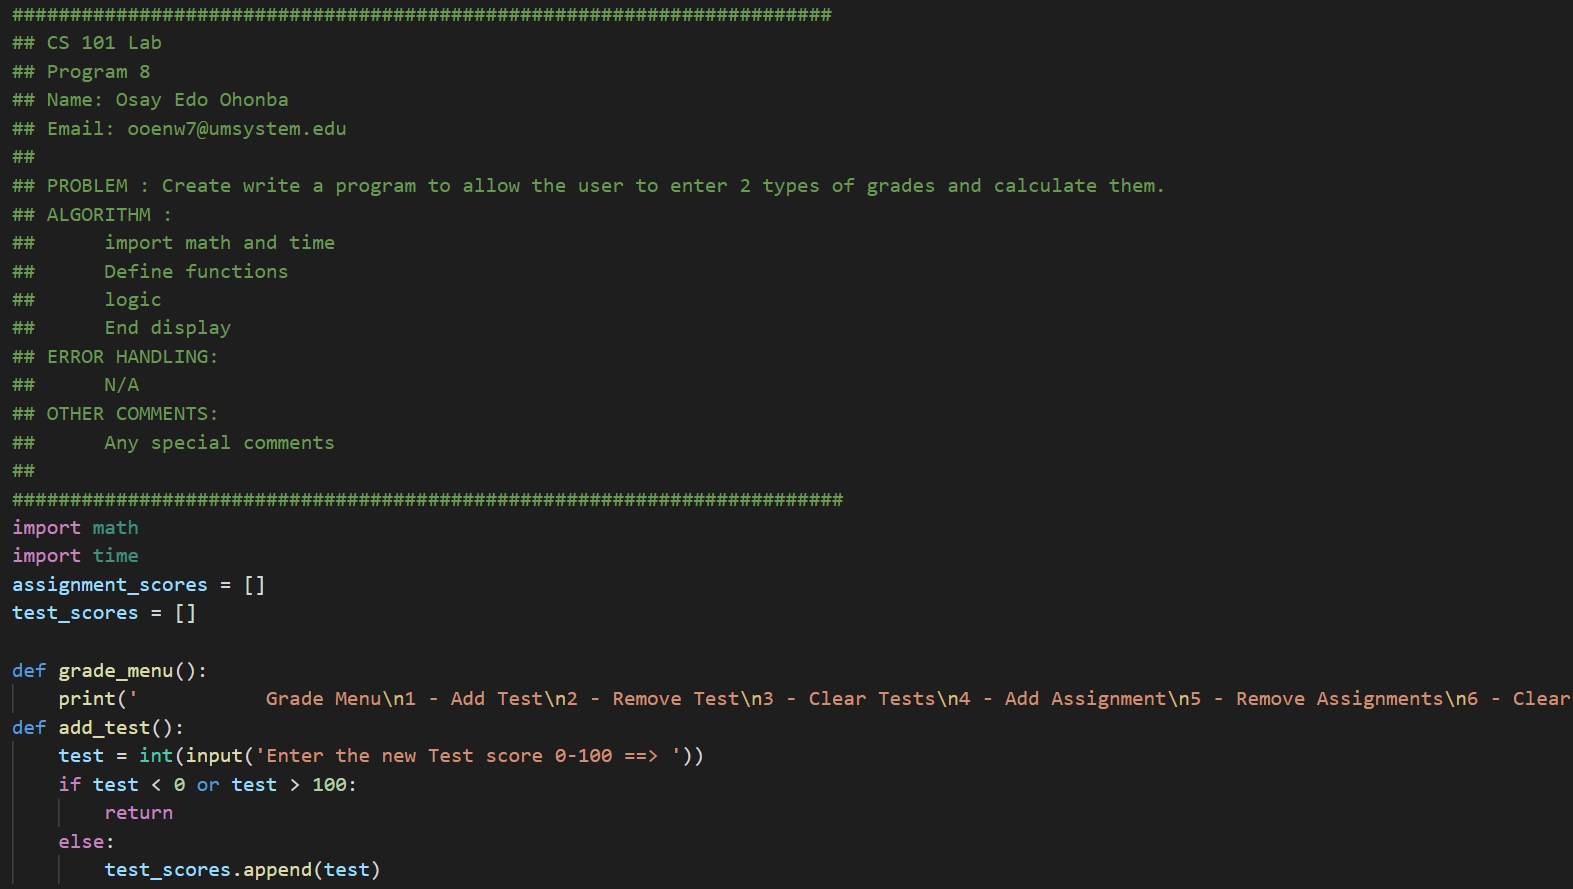 #######################################################################
## CS 101 Lab
## Program 8
## Name: Osay Edo Ohonba
## Email: ooenw7@umsystem.edu
##
## PROBLEM : Create write a program to allow the user to enter 2 types of grades and calculate them.
## ALGORITHM :
##      import math and time
##      Define functions
##      logic
##      End display
## ERROR HANDLING:
##      N/A
## OTHER COMMENTS:
##      Any special comments
##
########################################################################
import math
import time
assignment_scores = []
test_scores = []

def grade_menu():
    print('           Grade Menu\n1 - Add Test\n2 - Remove Test\n3 - Clear Tests\n4 - Add Assignment\n5 - Remove Assignments\n6 - Clear
def add_test():
    test = int(input('Enter the new Test score 0-100 ==> '))
    if test < 0 or test > 100:
        return
    else:
        test_scores.append(test)